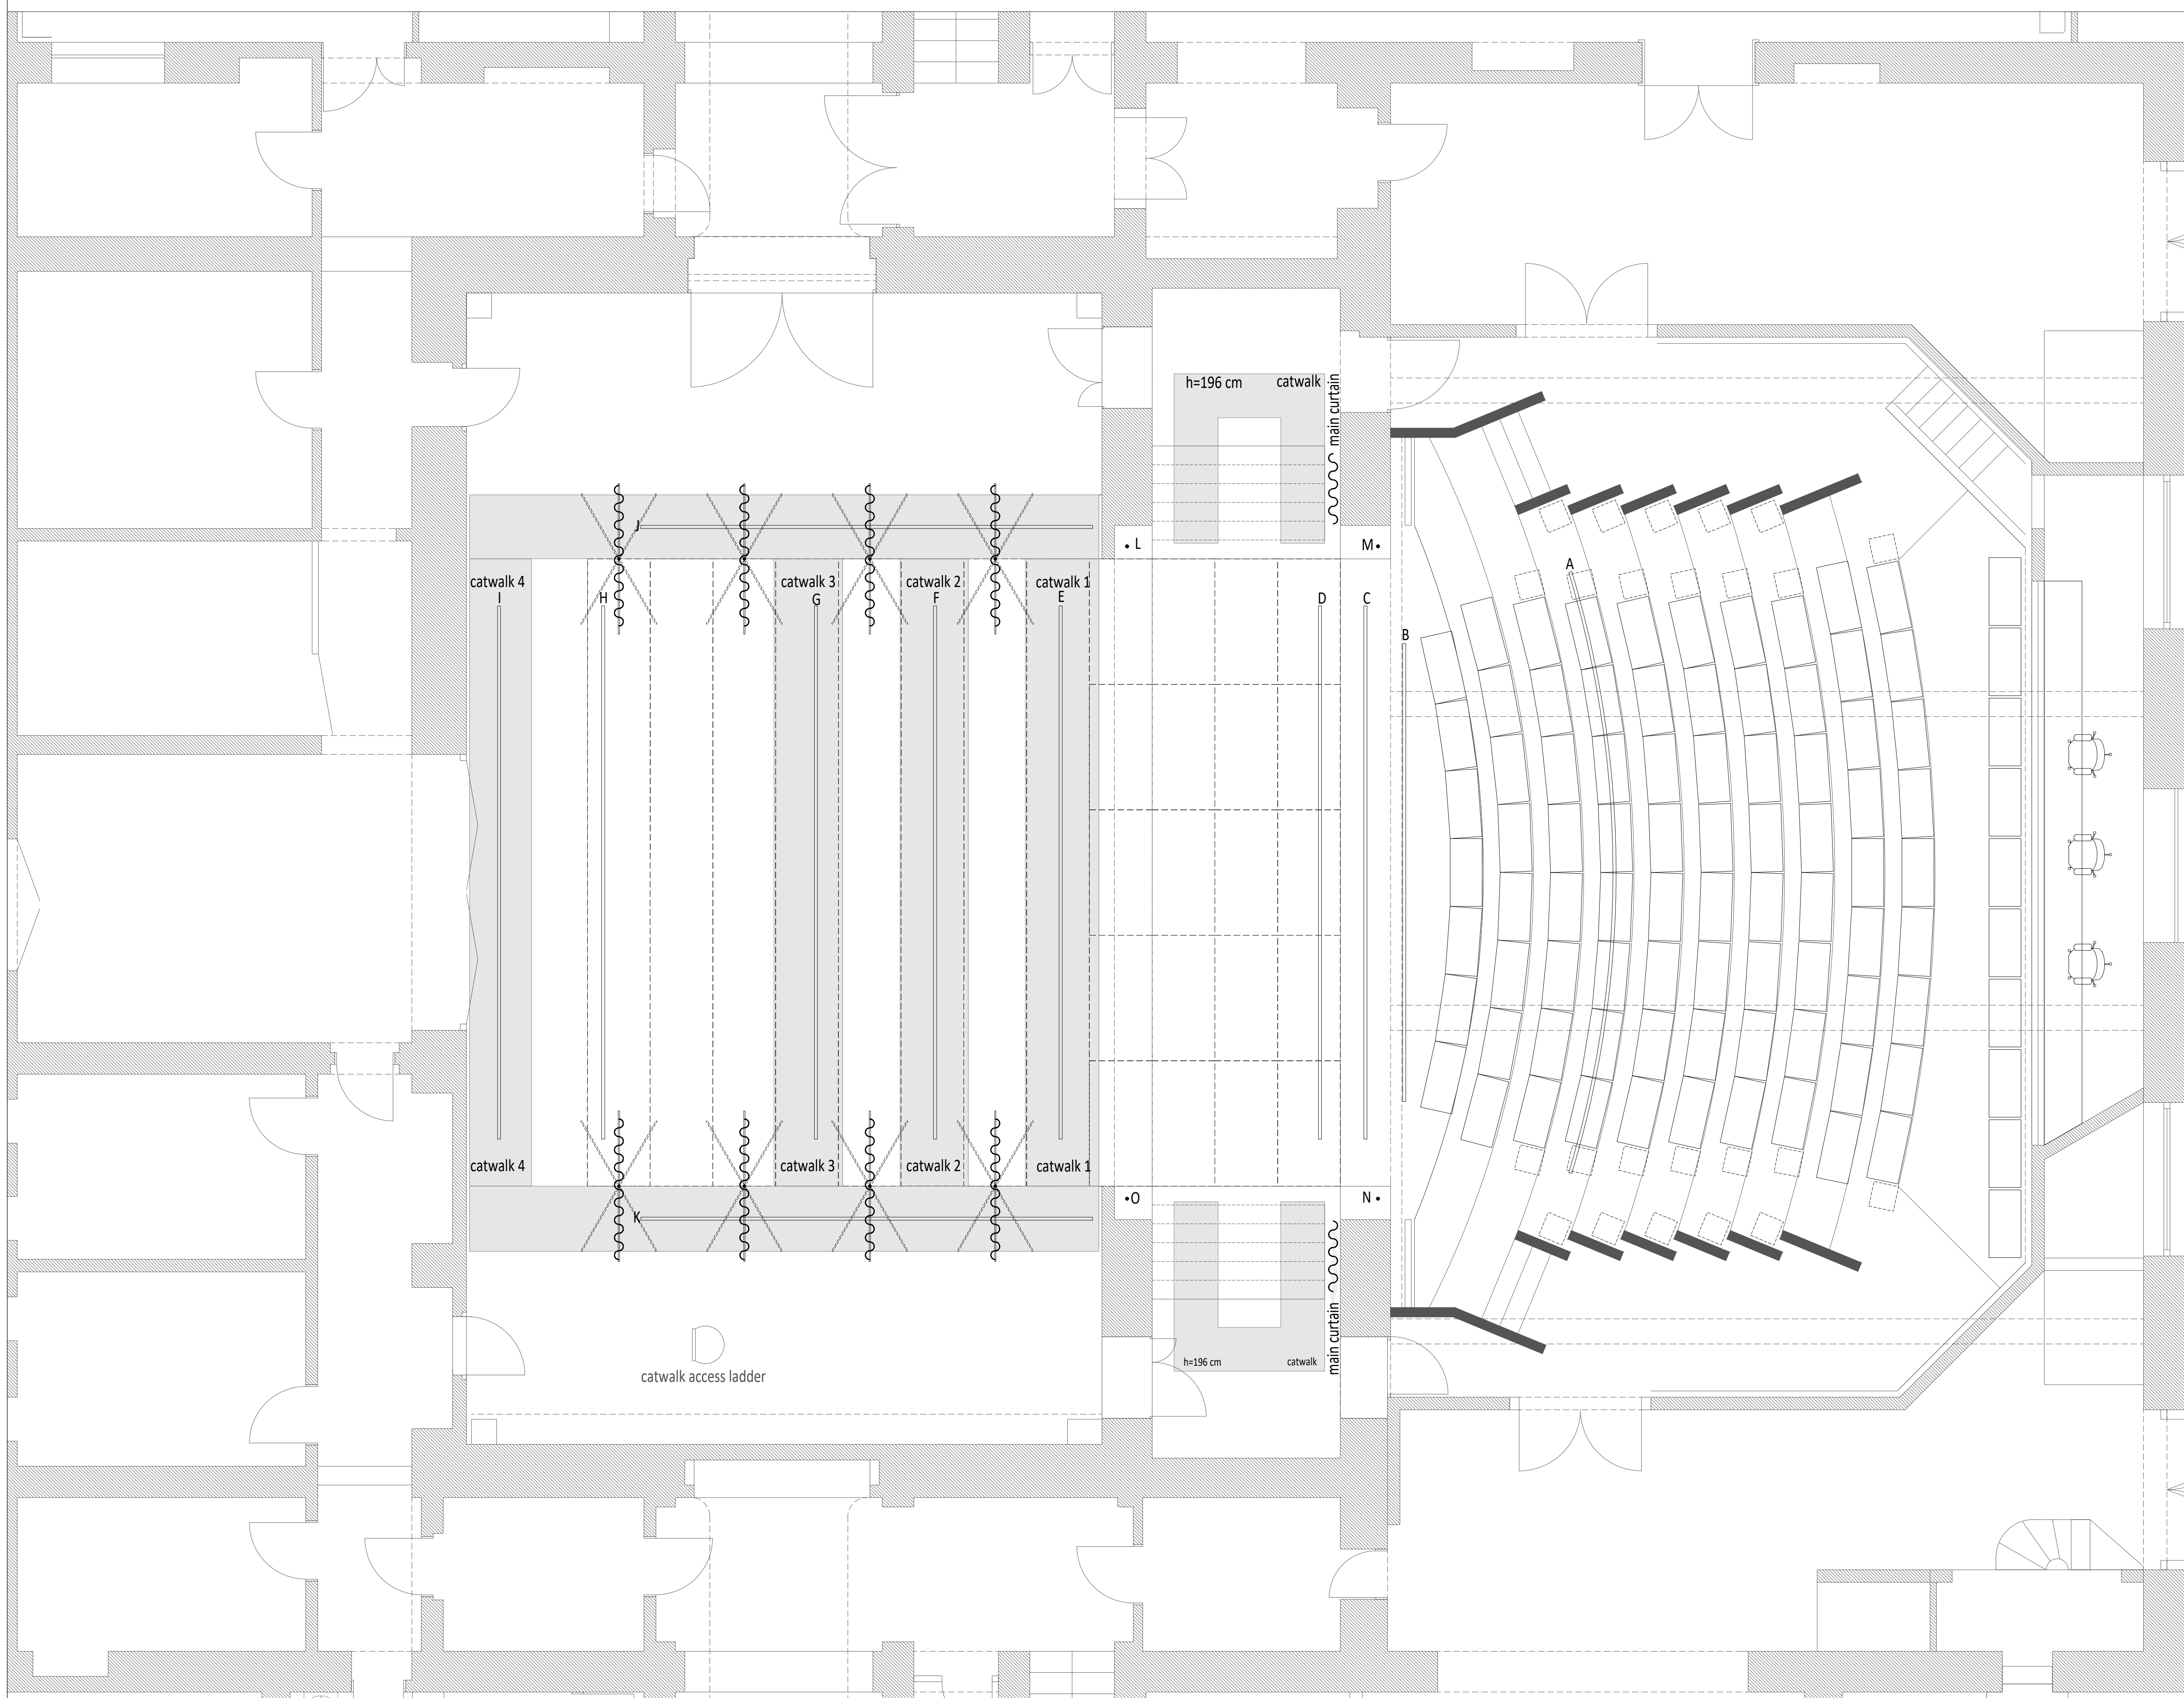 h=196 cm catwalk
main curtain
J
L
M
catwalk 4
catwalk 3
catwalk 2
catwalk 1
A
I
H
G
F
E
D
C
B
catwalk 4
catwalk 3
catwalk 2
catwalk 1
O
N
K
main curtain
h=196 cm catwalk
catwalk access ladder